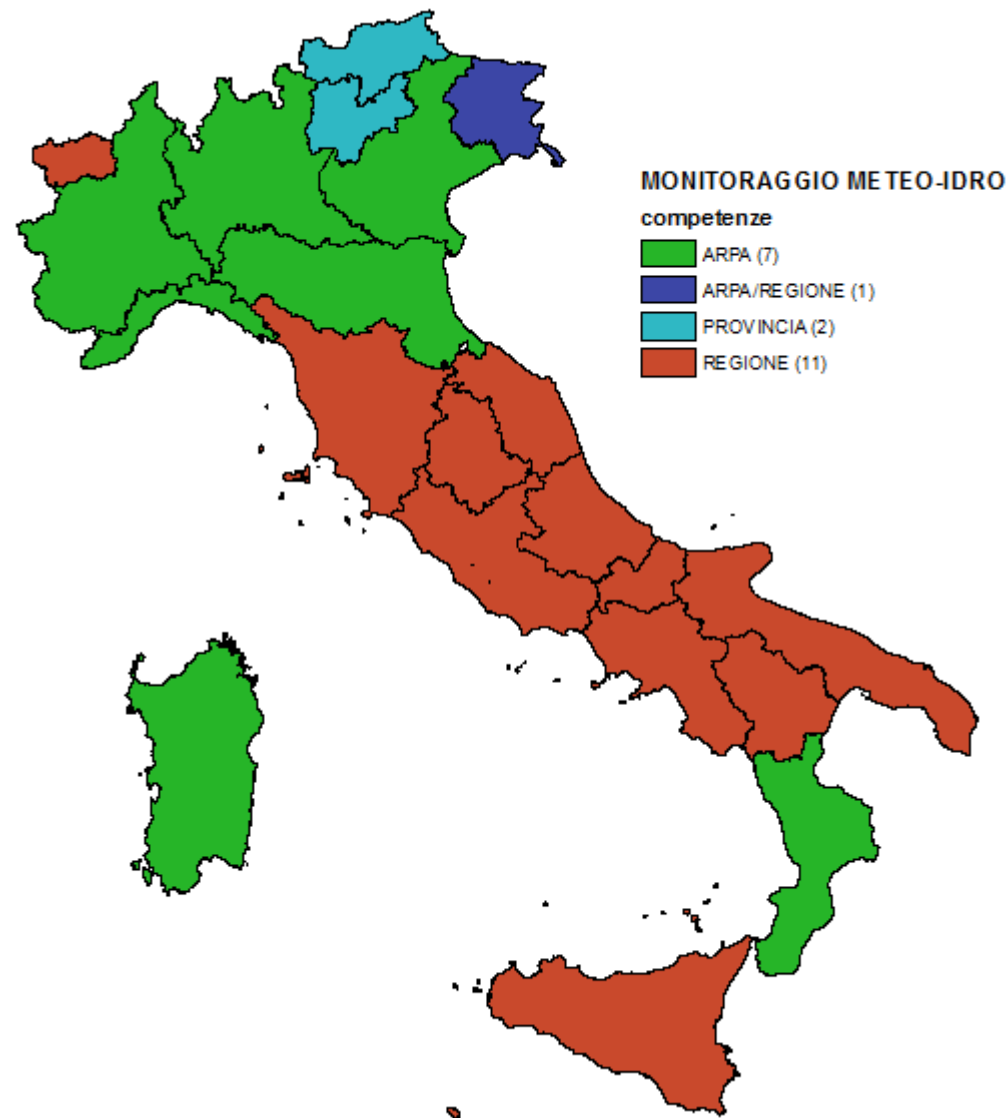 MONITORAGGIO METEO-IDRO
competenze
ARPA (7)
ARPA/REGIONE (1)
PROVINCIA (2)
REGIONE (11)